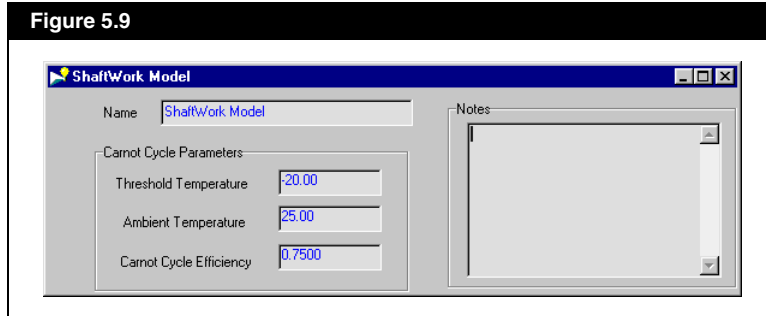 Figure 5.9
ShaftWork Model
Name ShaftWork Model
Carnot Cycle Parameters
Threshold Temperature -20.00
Ambient Temperature 25.00
Carnot Cycle Efficiency 0.7500
Notes